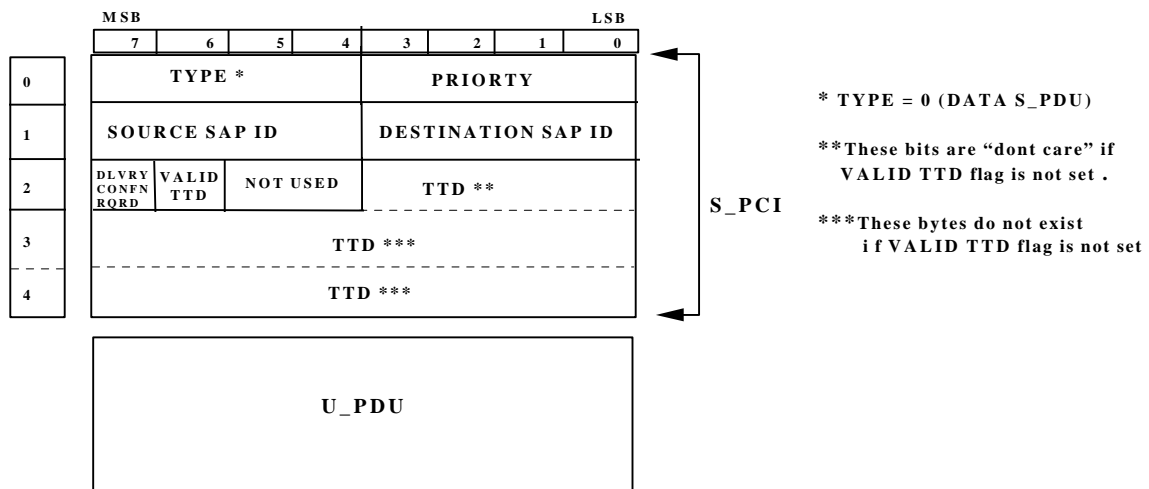 MSB LSB
7 6 5 4 3 2 1 0
0 TYPE * PRIORTY
1 SOURCE SAP ID DESTINATION SAP ID
2 DLVRY CONFN RQRD VALID TTD NOT USED TTD **
3 TTD ***
4 TTD ***
S_PCI
* TYPE = 0 (DATA S_PDU)
**These bits are “dont care” if
VALID TTD flag is not set .
***These bytes do not exist
i f VALID TTD flag is not set
U_PDU